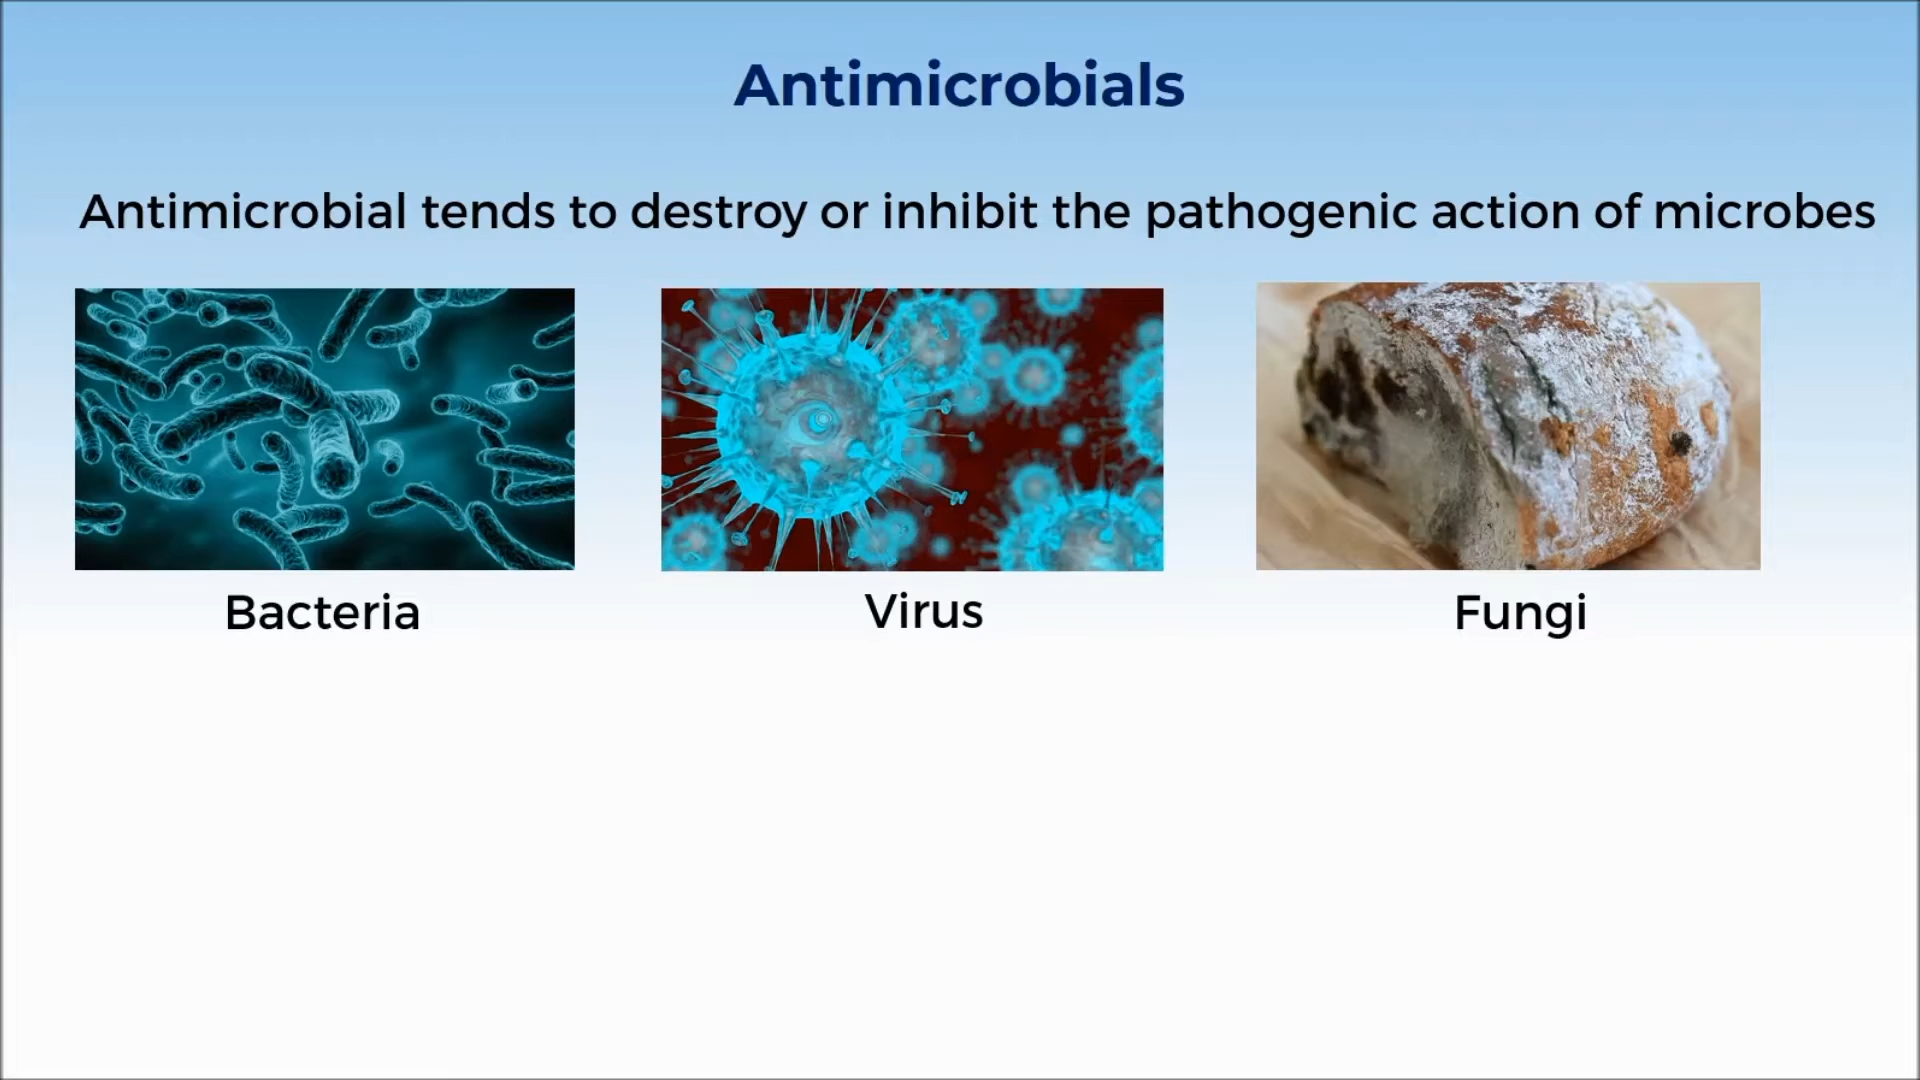 Antimicrobials
Antimicrobial tends to destroy or inhibit the pathogenic action of microbes
Bacteria
Virus
Fungi